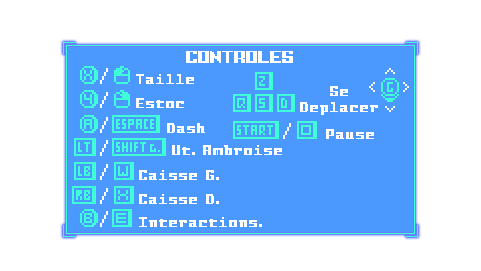 CONTROLES
X / Taille
Y / Estoc
A / ESPACE Dash
LT / SHIFT G. Ut. Ambroise
LB / W Caisse G.
RB / X Caisse D.
B / E Interactions.
Z
Q S D Se Deplacer G
START / Pause